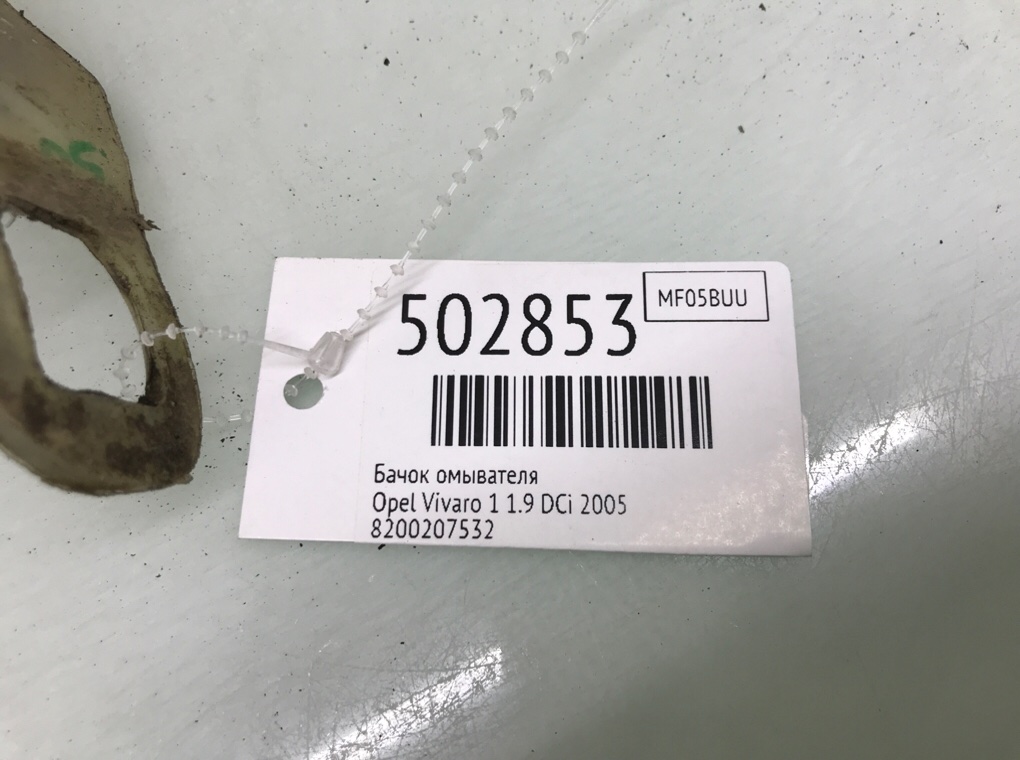 502853
MF05BUU
Бачок омывателя
Opel Vivaro 1 1.9 DCi 2005
8200207532